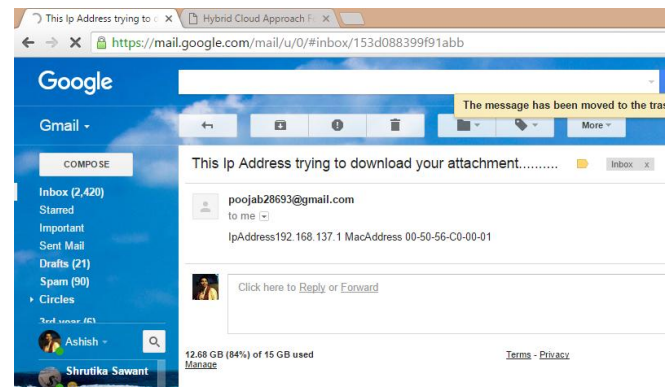 This Ip Address trying to
Hybrid Cloud Approach F
https://mail.google.com/mail/u/0/#inbox/153d088399f91abb
Google
The message has been moved to the
Gmail
More
COMPOSE
This Ip Address trying to download your attachment..........
Inbox x
Inbox (2,420)
Starred
Important
Sent Mail
Drafts (21)
Spam (90)
Circles
3rd year (6)
Ashish
Shrutika Sawant
poojab28693@gmail.com
to me
IpAddress192.168.137.1 MacAddress 00-50-56-C0-00-01
Click here to Reply or Forward
12.68 GB (84%) of 15 GB used
Manage
Terms - Privacy